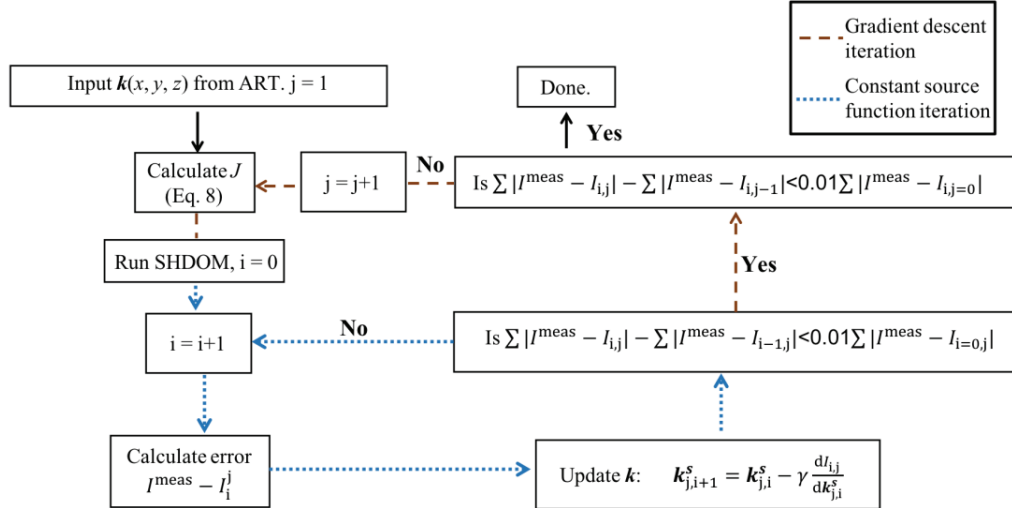 Gradient descent
iteration
Constant source
function iteration
Input k(x, y, z) from ART. j = 1
Done.
Yes
Calculate J
(Eq. 8)
j = j+1
No
Is ∑ |I^meas − I_i,j| − ∑ |I^meas − I_i,j−1|<0.01∑ |I^meas − I_i,j=0|
Run SHDOM, i = 0
Yes
i = i+1
No
Is ∑ |I^meas − I_i,j| − ∑ |I^meas − I_i−1,j|<0.01∑ |I^meas − I_i=0,j|
Calculate error
I^meas − I_i^j
Update k: k^s_j,i+1 = k^s_j,i − γ dI_i,j/dk^s_j,i